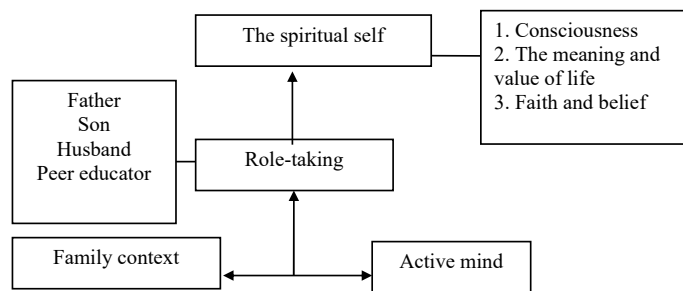 The spiritual self
1. Consciousness
2. The meaning and
value of life
3. Faith and belief
Father
Son
Husband
Peer educator
Role-taking
Family context
Active mind